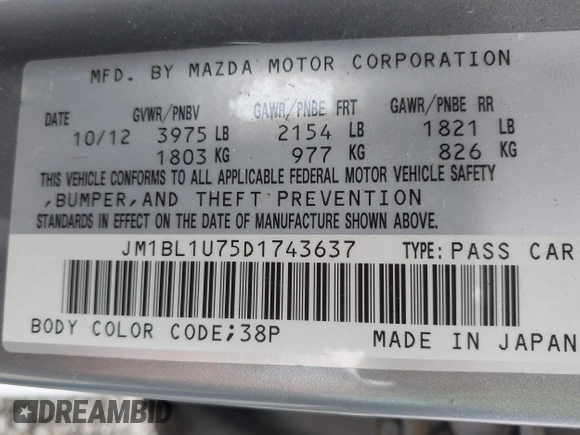 MFD. BY MAZDA MOTOR CORPORATION
DATE GVWR/PNBV GAWR/PNBE FRT GAWR/PNBE RR
10/12 3975 LB 2154 LB 1821 LB
1803 KG 977 KG 826 KG
THIS VEHICLE CONFORMS TO ALL APPLICABLE FEDERAL MOTOR VEHICLE SAFETY
,BUMPER,AND THEFT PREVENTION
STANDARDS IN EFFECT ON THE DATE OF MANUFACTURE SHOWN ABOVE.
JM1BL1U75D1743637 TYPE:PASS CAR
BODY COLOR CODE;38P MADE IN JAPAN
DREAMBID